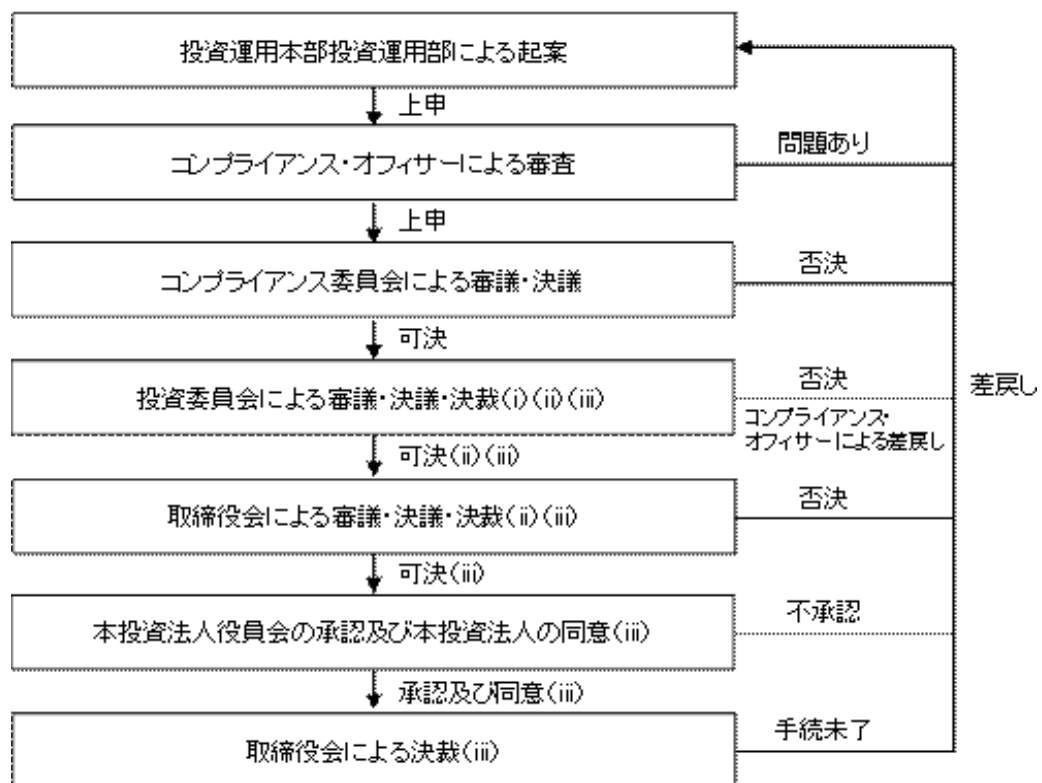 投資運用本部投資運用部による起案
上申
コンプライアンス・オフィサーによる審査
問題あり
上申
コンプライアンス委員会による審議・決議
否決
可決
投資委員会による審議・決議・決裁(i)(ii)(iii)
否決
コンプライアンス・
オフィサーによる差戻し
差戻し
可決(ii)(iii)
取締役会による審議・決議・決裁(ii)(iii)
否決
可決(iii)
本投資法人役員会の承認及び本投資法人の同意(iii)
不承認
承認及び同意(iii)
取締役会による決裁(iii)
手続未了